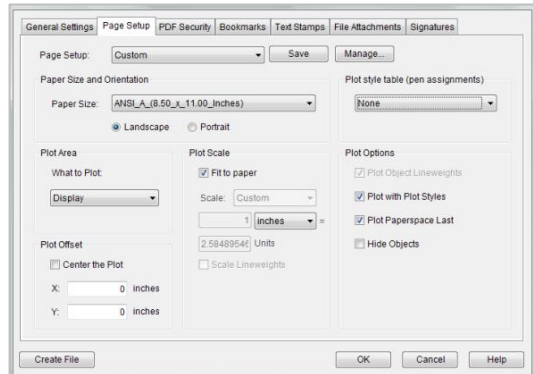 General Settings Page Setup PDF Security Bookmarks Text Stamps File Attachments Signatures
Page Setup: Custom Save Manage...
Paper Size and Orientation
Paper Size: ANSI_A_(8.50_x_11.00_Inches)
Landscape Portrait
Plot style table (pen assignments)
None
Plot Area
What to Plot:
Display
Plot Offset
Center the Plot
X: 0 inches
Y: 0 inches
Plot Scale
Fit to paper
Scale: Custom
1 inches =
2.5848954€ Units
Scale Lineweights
Plot Options
Plot Object Lineweights
Plot with Plot Styles
Plot Paperspace Last
Hide Objects
Create File OK Cancel Help